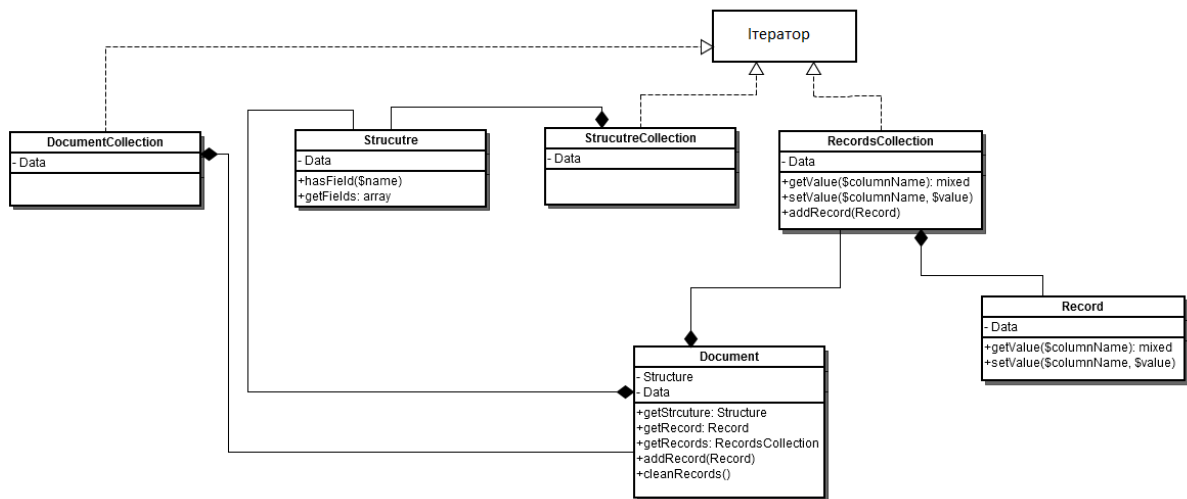 Ітератор
DocumentCollection
- Data
Strucutre
- Data
+hasField($name)
+getFields: array
StrucutreCollection
- Data
RecordsCollection
- Data
+getValue($columnName): mixed
+setValue($columnName, $value)
+addRecord(Record)
Record
- Data
+getValue($columnName): mixed
+setValue($columnName, $value)
Document
- Structure
- Data
+getStrcuture: Structure
+getRecord: Record
+getRecords: RecordsCollection
+addRecord(Record)
+cleanRecords()